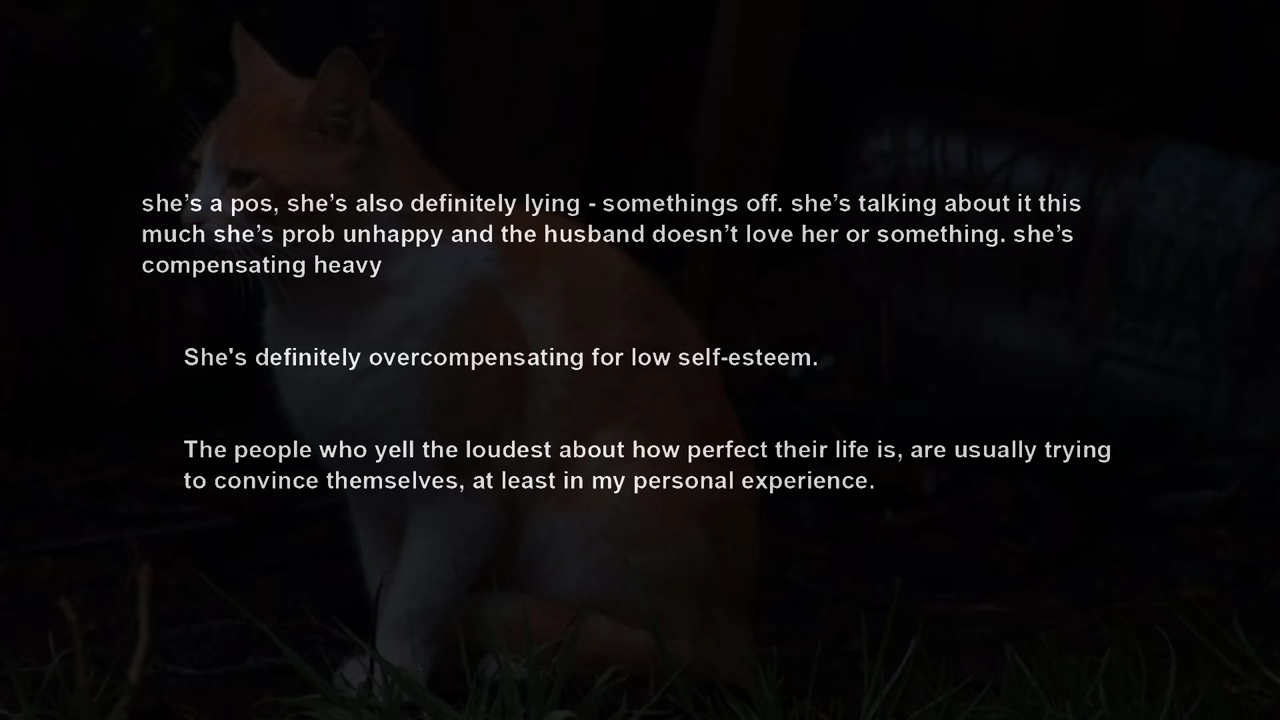 she’s a pos, she’s also definitely lying - somethings off. she’s talking about it this
much she’s prob unhappy and the husband doesn’t love her or something. she’s
compensating heavy
She's definitely overcompensating for low self-esteem.
The people who yell the loudest about how perfect their life is, are usually trying
to convince themselves, at least in my personal experience.